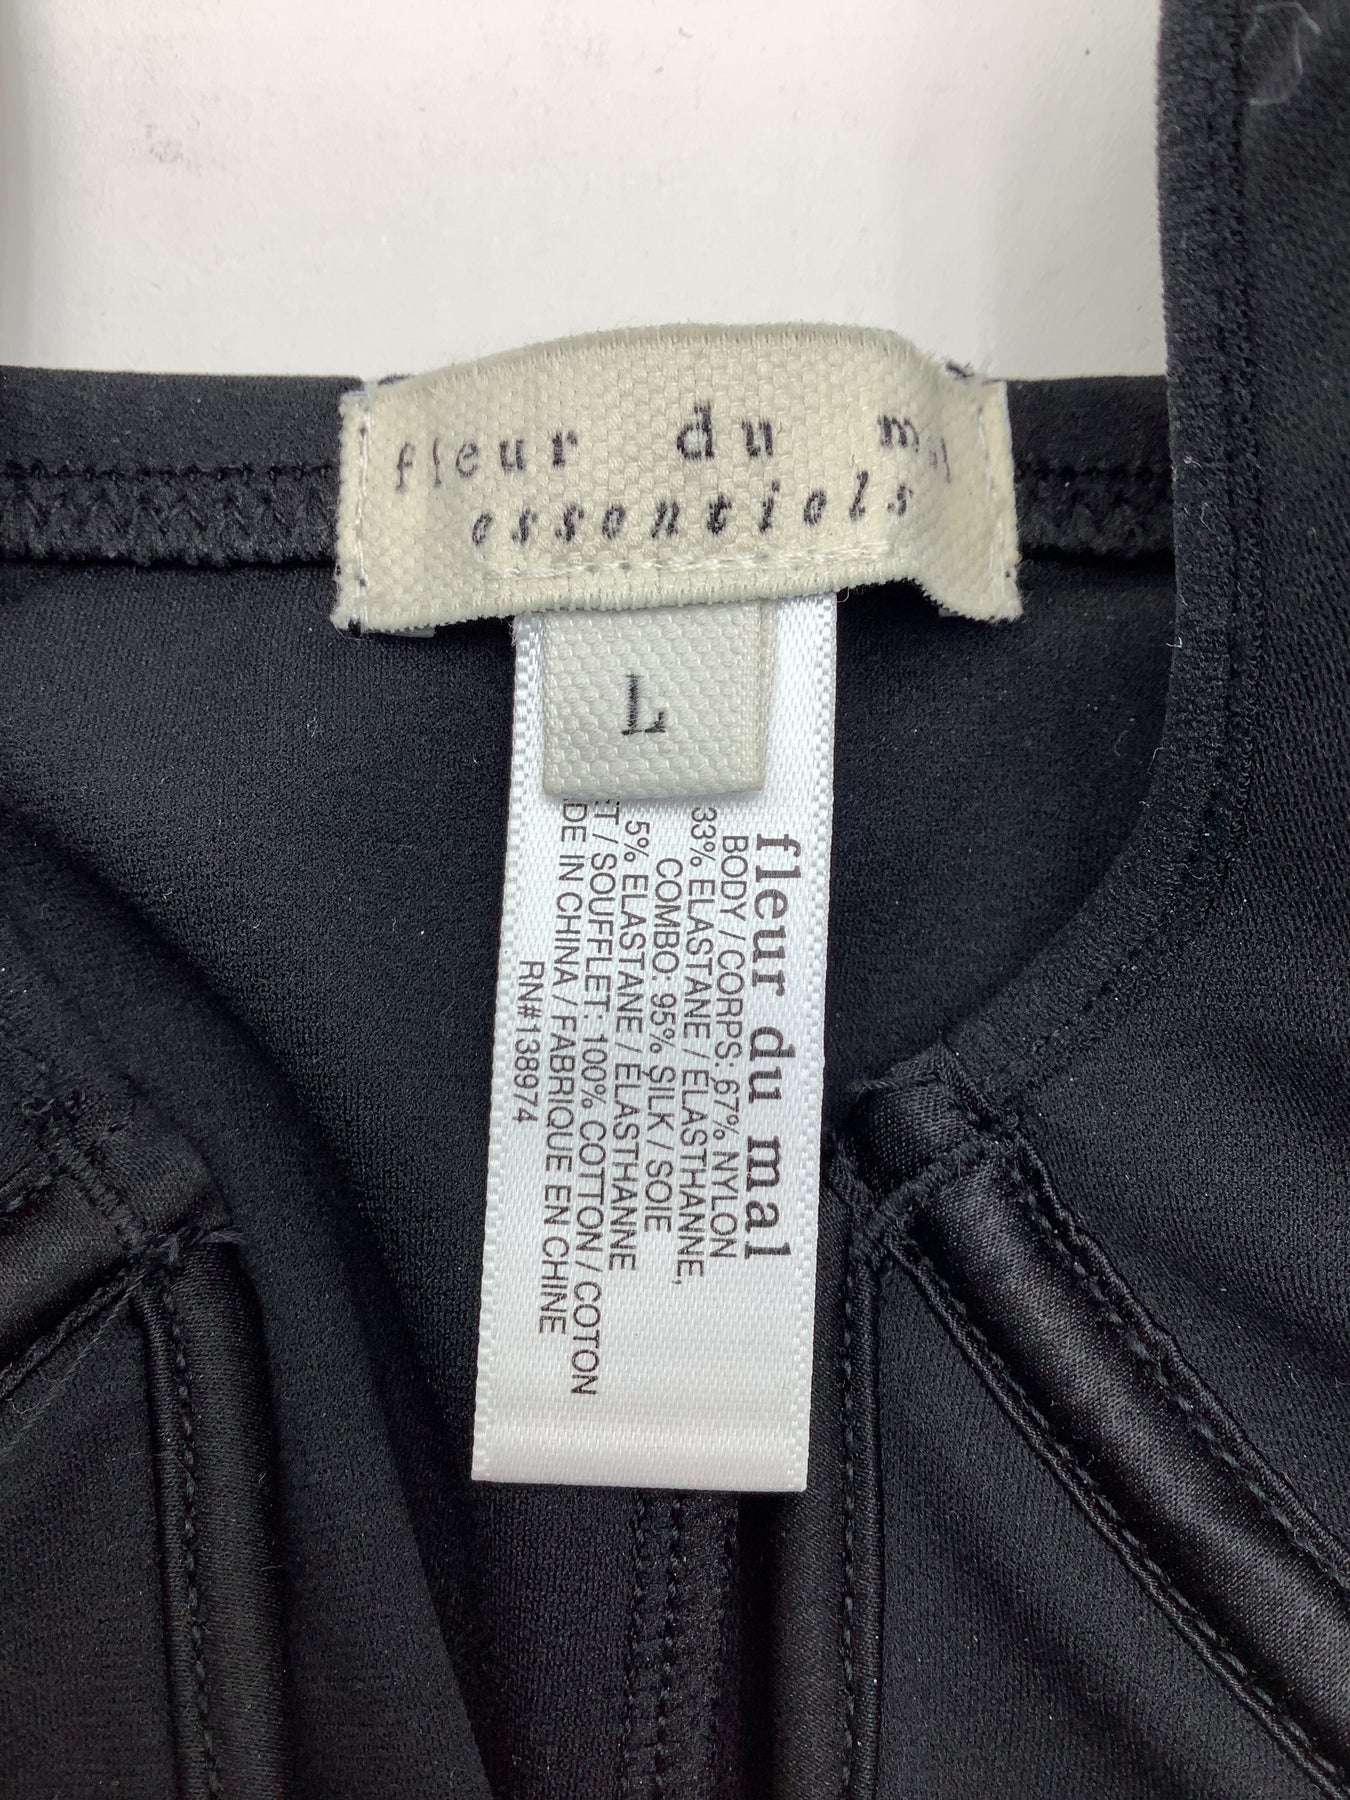 fleur du mal
essentials
L
fleur du mal
BODY / CORPS: 67% NYLON
33% ELASTANE / ELASTHANNE,
COMBO: 95% SILK / SOIE
5% ELASTANE / ELASTHANNE
/ SOUFFLET: 100% COTTON / COTON
IN CHINA / FABRIQUE EN CHINE
RN#138974